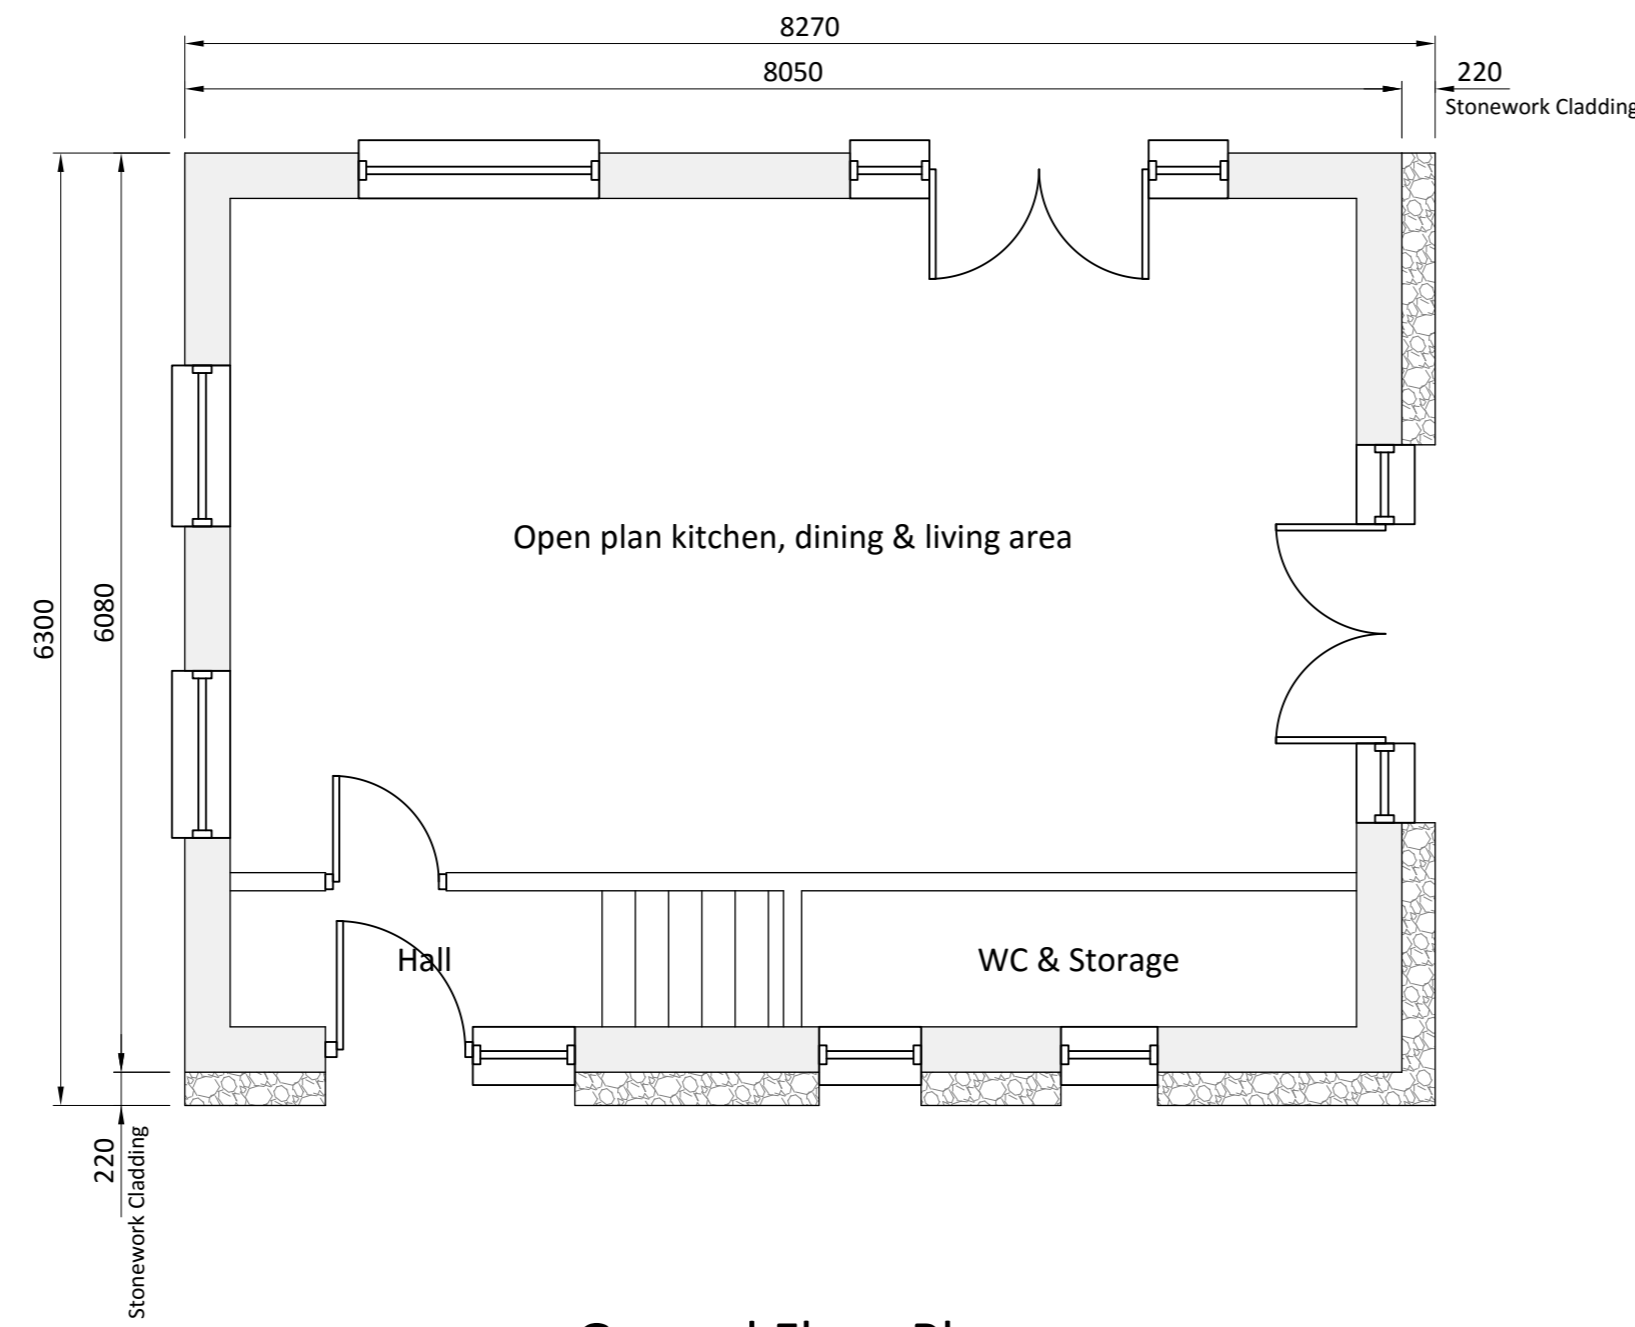 8270
8050
220
Stonework Cladding
6300
6080
Open plan kitchen, dining & living area
Hall
WC & Storage
220
Stonework Cladding